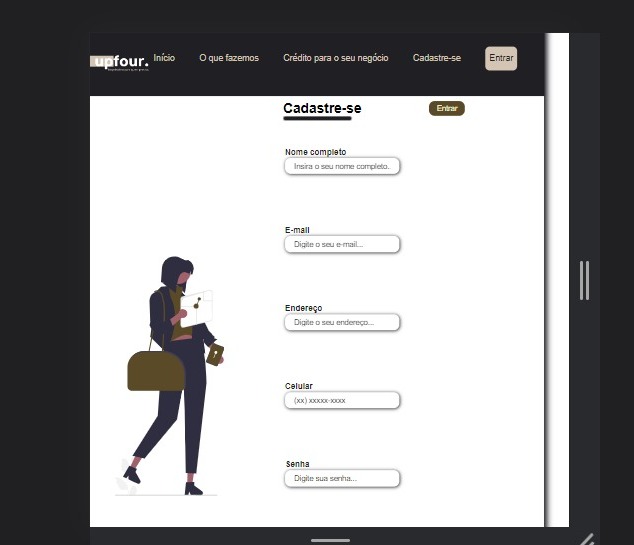 upfour.
Início
O que fazemos
Crédito para o seu negócio
Cadastre-se
Entrar
Cadastre-se
Entrar
Nome completo
Insira o seu nome completo.
E-mail
Digite o seu e-mail...
Endereço
Digite o seu endereço...
Celular
(xx) xxxxx-xxxx
Senha
Digite sua senha...